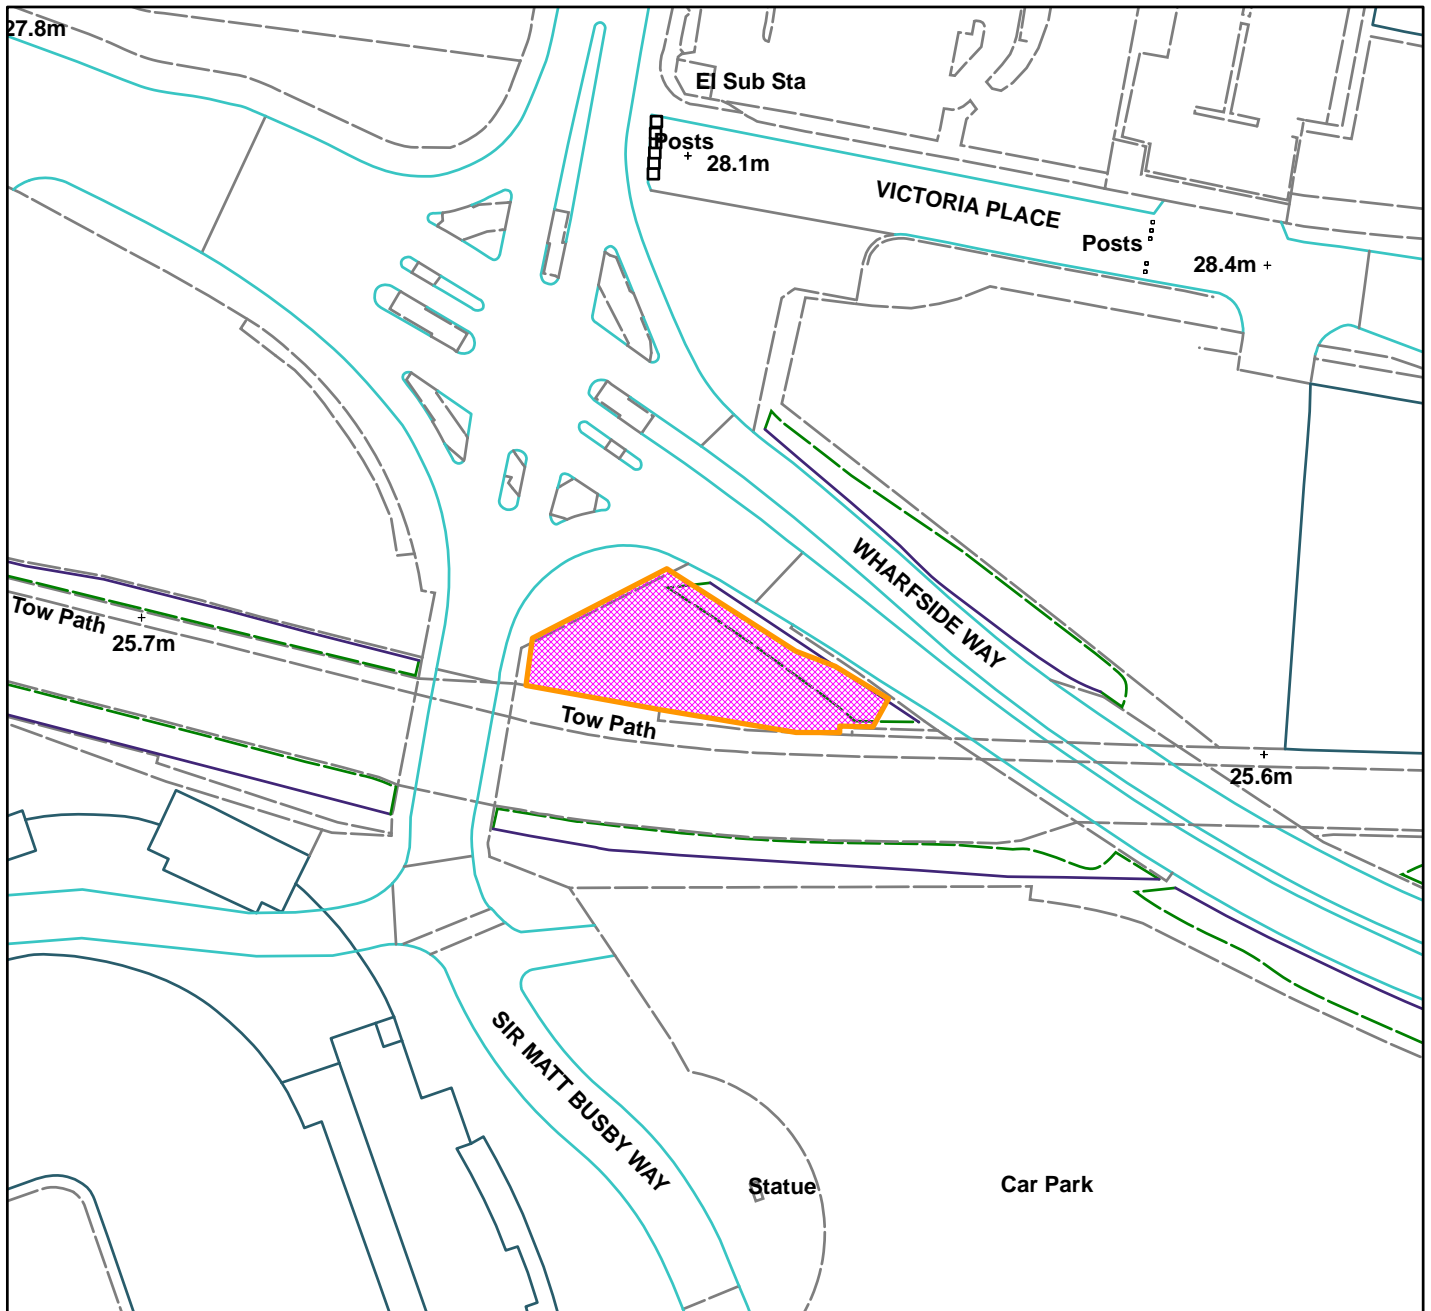 27.8m
El Sub Sta
Posts
28.1m
VICTORIA PLACE
Posts
28.4m
WHARFSIDE WAY
Tow Path
25.7m
Tow Path
25.6m
SIR MATT BUSBY WAY
Statue
Car Park